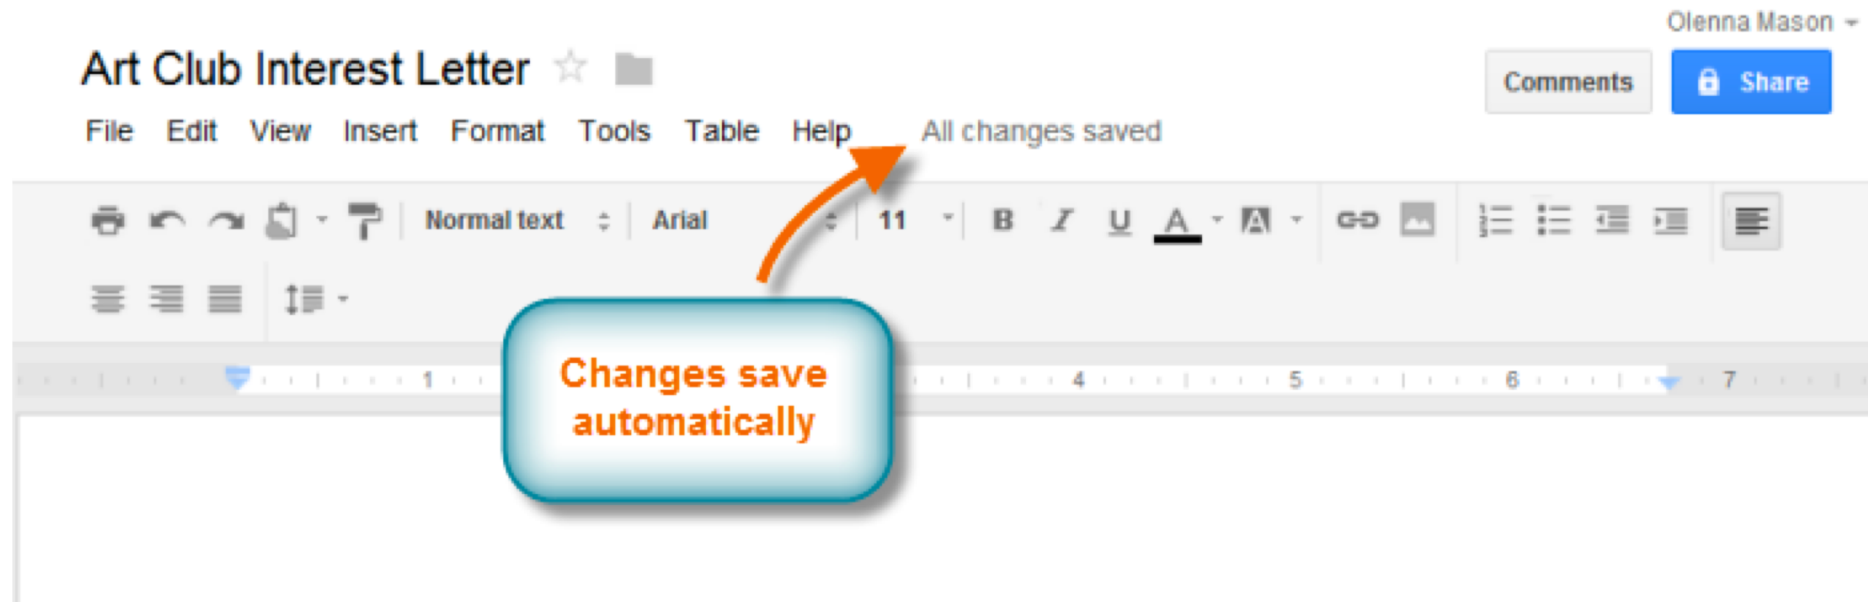 Olenna Mason
Art Club Interest Letter
Comments
Share
File Edit View Insert Format Tools Table Help All changes saved
Normal text Arial 11 B I U A A
1 4 5 6 7
Changes save
automatically